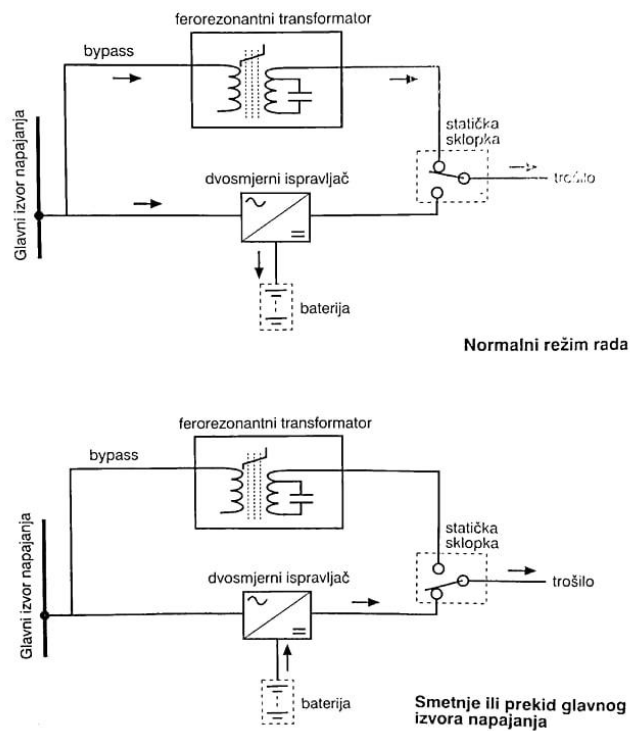 ferorezonantni transformator
bypass
statička
sklopka
trošilo
dvosmjerni ispravljač
Glavni izvor napajanja
baterija
Normalni režim rada
ferorezonantni transformator
bypass
statička
sklopka
trošilo
dvosmjerni ispravljač
Glavni izvor napajanja
baterija
Smetnje ili prekid glavnog
izvora napajanja